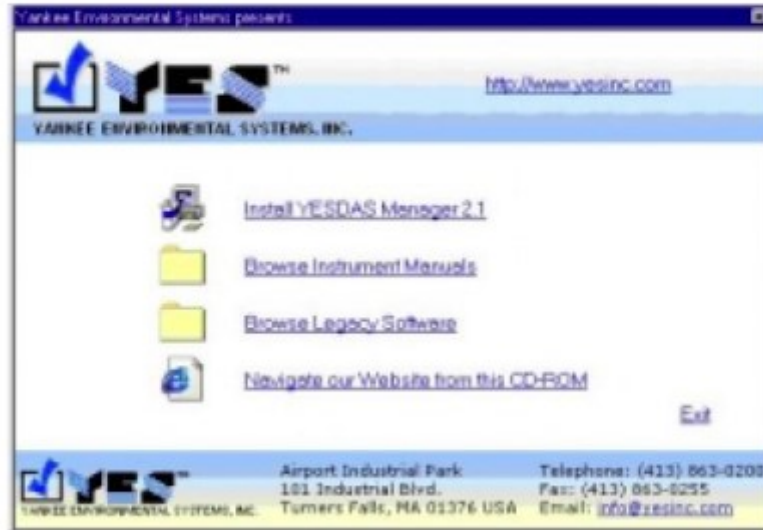 Yankee Environmental Systems presents
YES™
http://www.yesinc.com
YANKEE ENVIRONMENTAL SYSTEMS, INC.
Install YESDAS Manager 2.1
Browse Instrument Manuals
Browse Legacy Software
Navigate our Website from this CD-ROM
Exit
YES™
YANKEE ENVIRONMENTAL SYSTEMS, INC.
Airport Industrial Park
101 Industrial Blvd.
Turners Falls, MA 01376 USA
Telephone: (413) 863-0200
Fax: (413) 863-0255
Email: info@yesinc.com